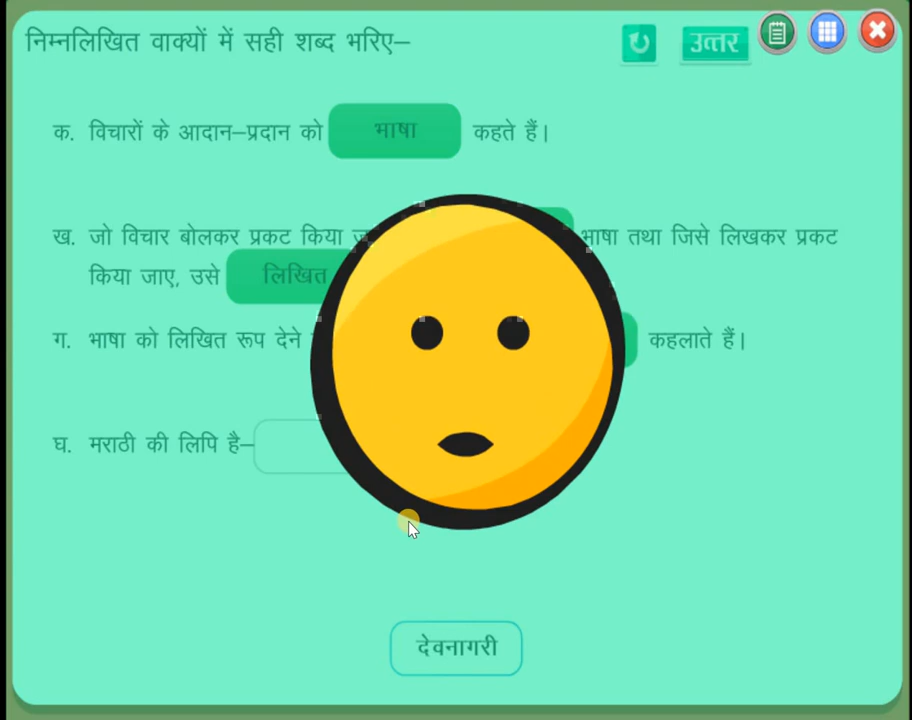 निम्नलिखित वाक्यों में सही शब्द भरिए–
उत्तर
क. विचारों के आदान–प्रदान को भाषा कहते हैं।
ख. जो विचार बोलकर प्रकट किया भाषा तथा जिसे लिखकर प्रकट
किया जाए, उसे लिखित
ग. भाषा को लिखित रूप देने कहलाते हैं।
घ. मराठी की लिपि है–
देवनागरी